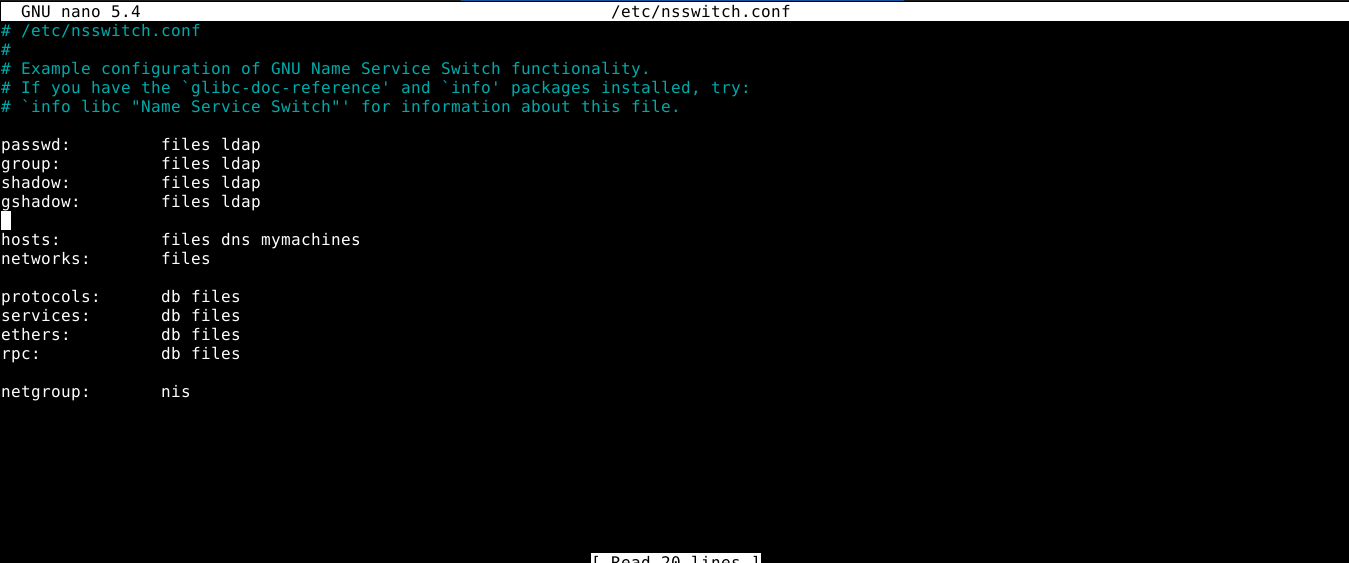 GNU nano 5.4 /etc/nsswitch.conf
# /etc/nsswitch.conf
#
# Example configuration of GNU Name Service Switch functionality.
# If you have the `glibc-doc-reference' and `info' packages installed, try:
# `info libc "Name Service Switch"' for information about this file.
passwd: files ldap
group: files ldap
shadow: files ldap
gshadow: files ldap
hosts: files dns mymachines
networks: files
protocols: db files
services: db files
ethers: db files
rpc: db files
netgroup: nis
[ Read 20 lines ]